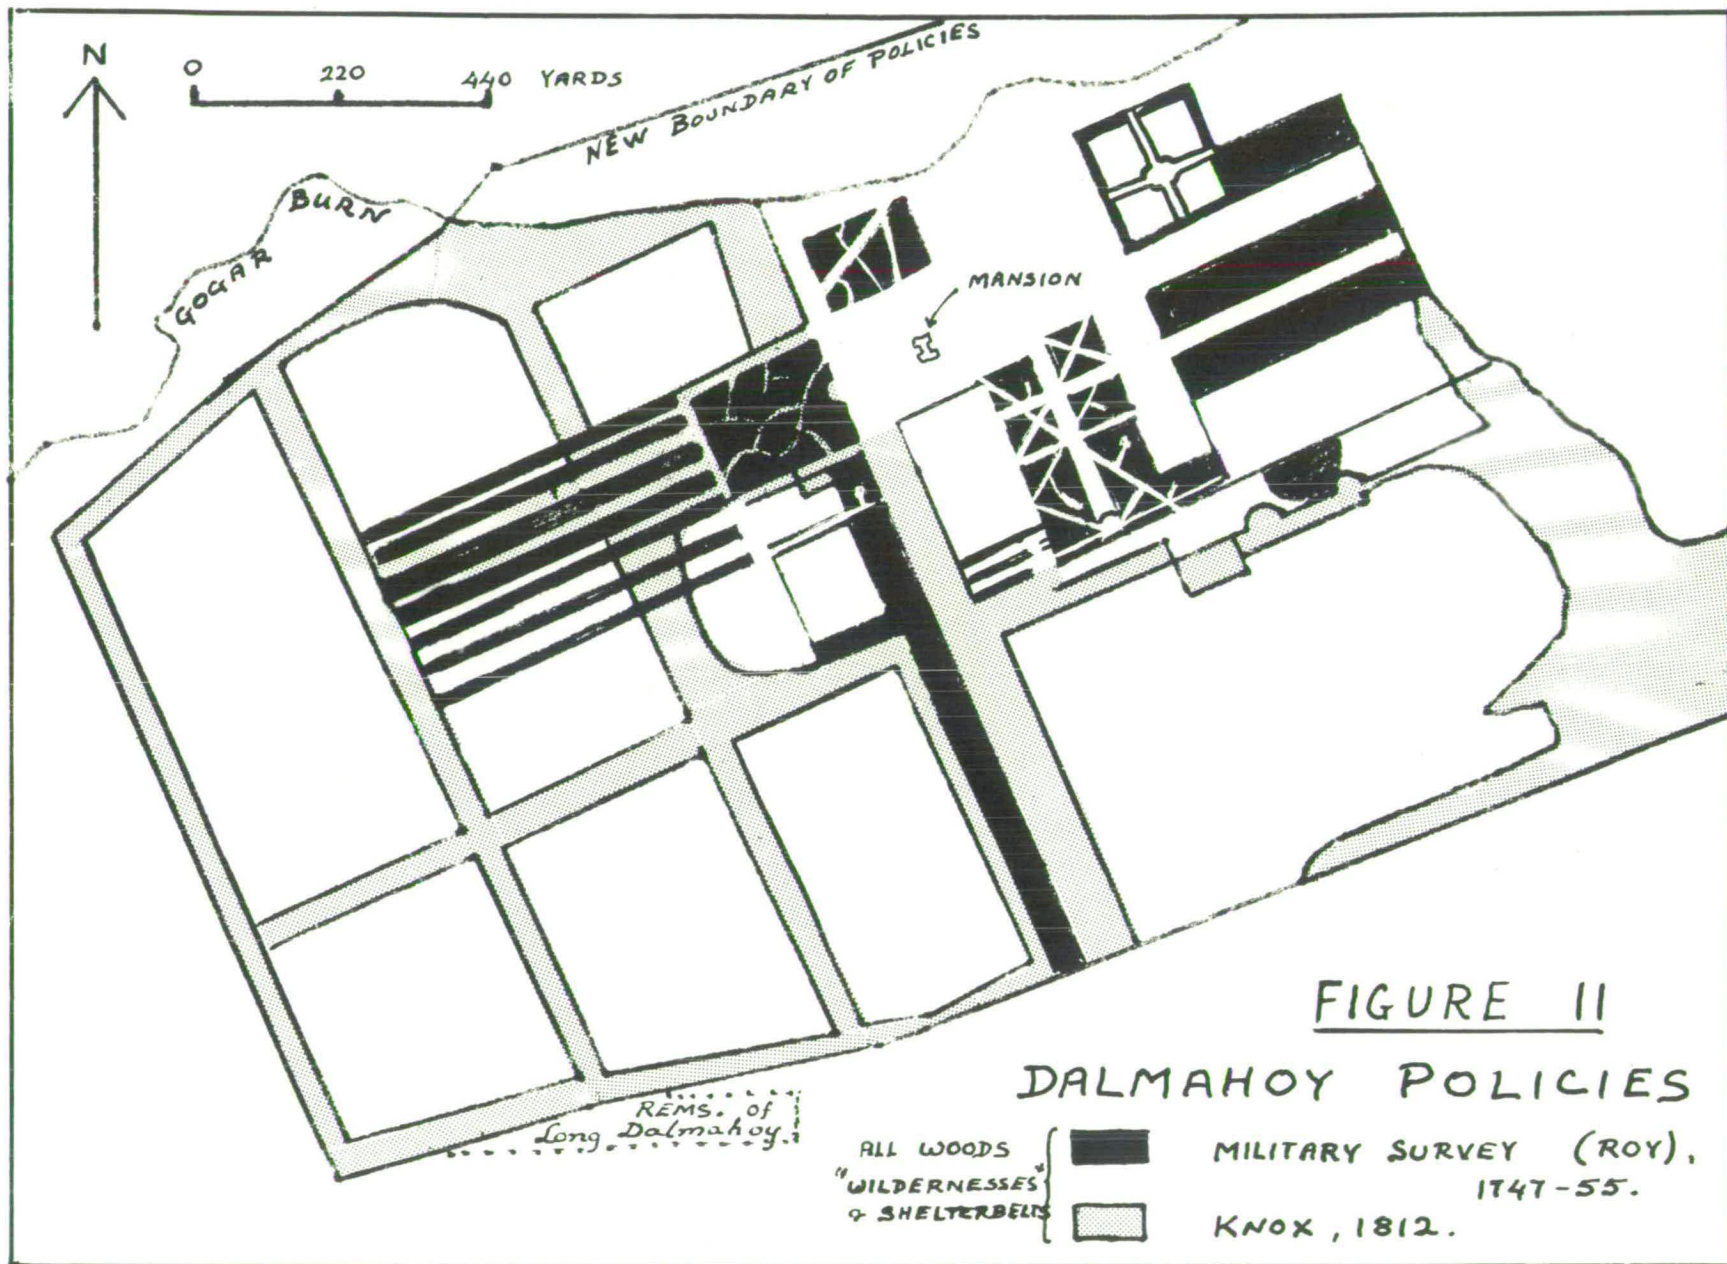 N
0 220 440 YARDS
NEW BOUNDARY OF POLICIES
GOGAR BURN
MANSION
REMS. of
Long Dalmahoy.
FIGURE 11
DALMAHOY POLICIES
ALL WOODS
"WILDERNESSES"
& SHELTERBELTS
MILITARY SURVEY (ROY),
1747-55.
KNOX, 1812.